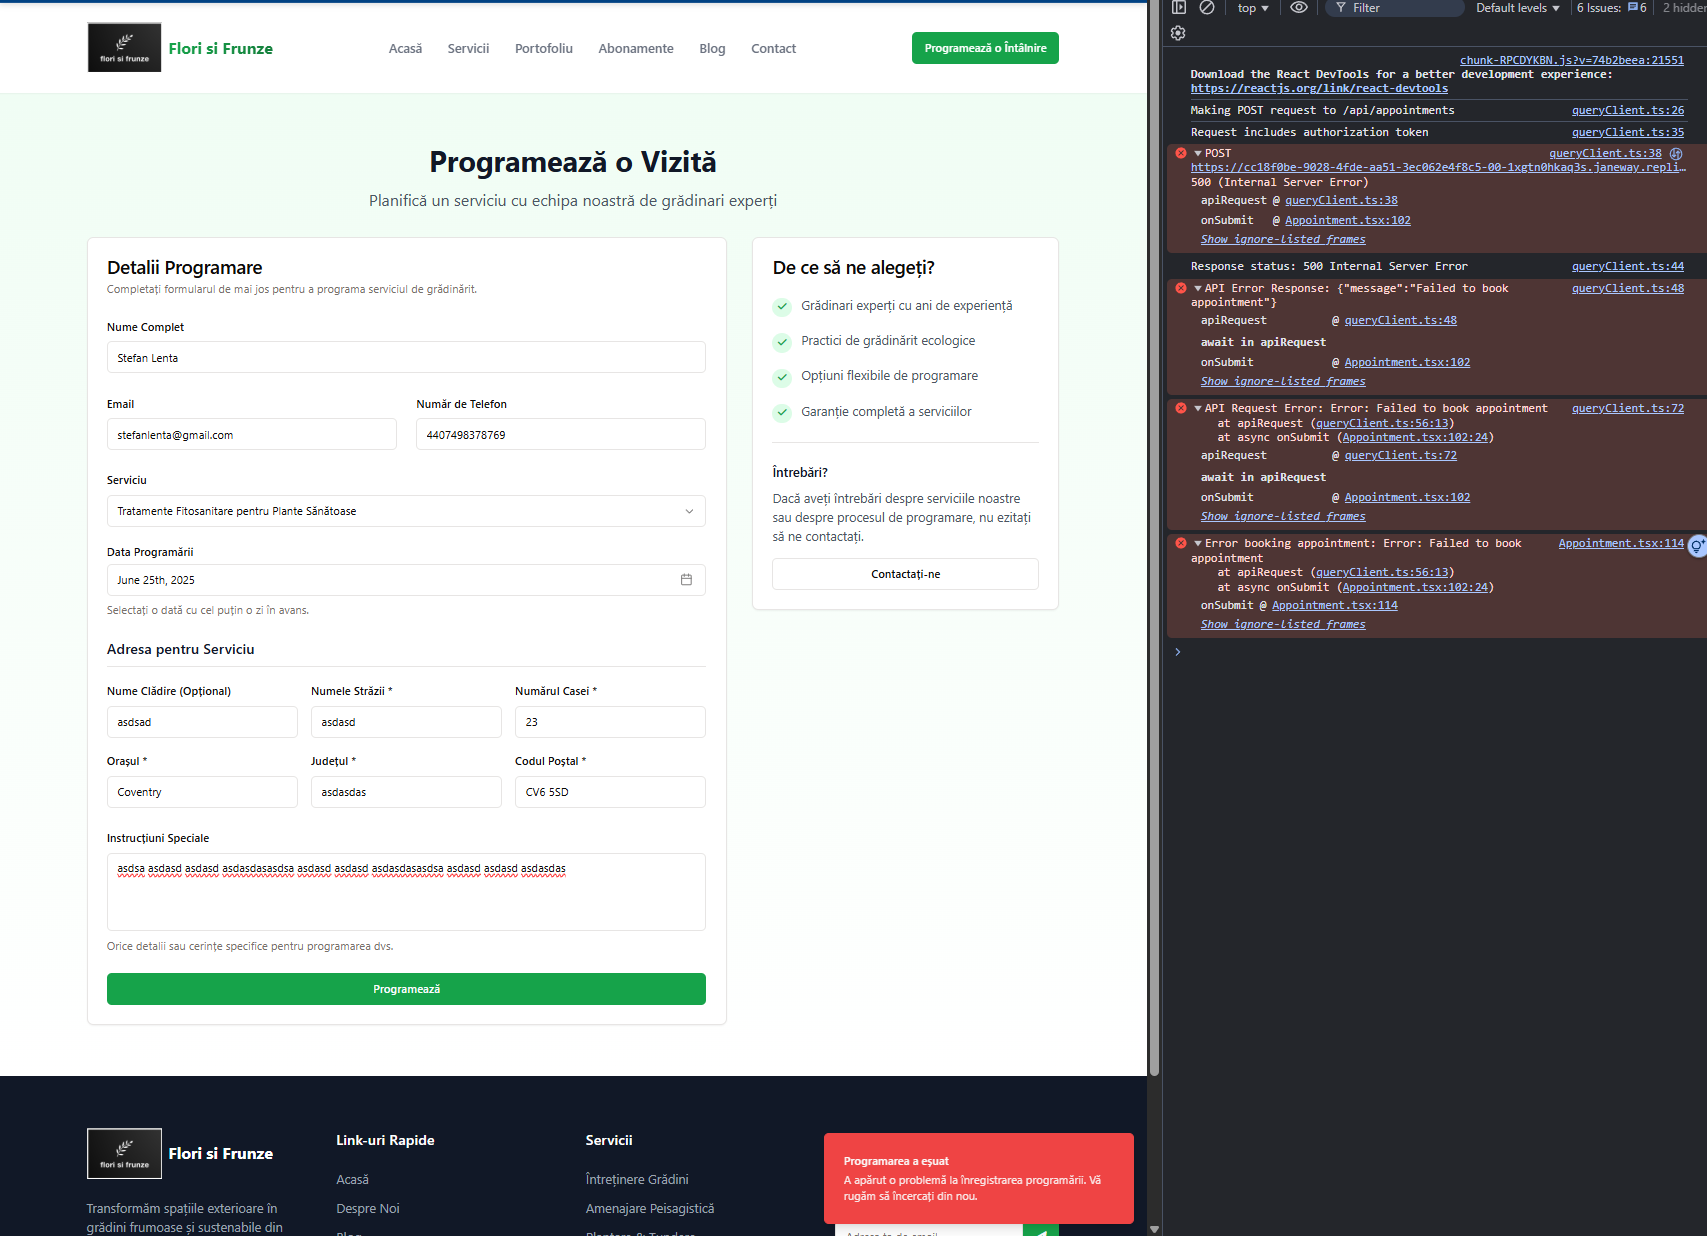 flori si frunze
Flori si Frunze
Acasă
Servicii
Portofoliu
Abonamente
Blog
Contact
Programează o Întâlnire
Programează o Vizită
Planifică un serviciu cu echipa noastră de grădinari experți
Detalii Programare
Completați formularul de mai jos pentru a programa serviciul de grădinărit.
Nume Complet
Stefan Lenta
Email
Număr de Telefon
stefanlenta@gmail.com
4407498378769
Serviciu
Tratamente Fitosanitare pentru Plante Sănătoase
Data Programării
June 25th, 2025
Selectați o dată cu cel puțin o zi în avans.
Adresa pentru Serviciu
Nume Clădire (Opțional)
Numele Străzii *
Numărul Casei *
asdsad
asdasd
23
Orașul *
Județul *
Codul Poștal *
Coventry
asdasdas
CV6 5SD
Instrucțiuni Speciale
asdsa asdasd asdasd asdasdasasdsa asdasd asdasd asdasdasasdsa asdasd asdasd asdasdas
Orice detalii sau cerințe specifice pentru programarea dvs.
Programează
De ce să ne alegeți?
Grădinari experți cu ani de experiență
Practici de grădinărit ecologice
Opțiuni flexibile de programare
Garanție completă a serviciilor
Întrebări?
Dacă aveți întrebări despre serviciile noastre
sau despre procesul de programare, nu ezitați
să ne contactați.
Contactați-ne
flori si frunze
Flori si Frunze
Transformăm spațiile exterioare în
grădini frumoase și sustenabile din
Link-uri Rapide
Acasă
Despre Noi
Blog
Servicii
Întreținere Grădini
Amenajare Peisagistică
Plantare & Tundere
Programarea a eșuat
A apărut o problemă la înregistrarea programării. Vă
rugăm să încercați din nou.
Adresa ta de email
top
Filter
Default levels
6 Issues:
6
2 hidden
chunk-RPCDYKBN.js?v=74b2beea:21551
Download the React DevTools for a better development experience:
https://reactjs.org/link/react-devtools
Making POST request to /api/appointments queryClient.ts:26
Request includes authorization token queryClient.ts:35
POST queryClient.ts:38
https://cc18f0be-9028-4fde-aa51-3ec062e4f8c5-00-1xgtn0hkaq3s.janeway.repli…
500 (Internal Server Error)
apiRequest @ queryClient.ts:38
onSubmit @ Appointment.tsx:102
Show ignore-listed frames
Response status: 500 Internal Server Error queryClient.ts:44
API Error Response: {"message":"Failed to book queryClient.ts:48
appointment"}
apiRequest @ queryClient.ts:48
await in apiRequest
onSubmit @ Appointment.tsx:102
Show ignore-listed frames
API Request Error: Error: Failed to book appointment queryClient.ts:72
at apiRequest (queryClient.ts:56:13)
at async onSubmit (Appointment.tsx:102:24)
apiRequest @ queryClient.ts:72
await in apiRequest
onSubmit @ Appointment.tsx:102
Show ignore-listed frames
Error booking appointment: Error: Failed to book Appointment.tsx:114
appointment
at apiRequest (queryClient.ts:56:13)
at async onSubmit (Appointment.tsx:102:24)
onSubmit @ Appointment.tsx:114
Show ignore-listed frames